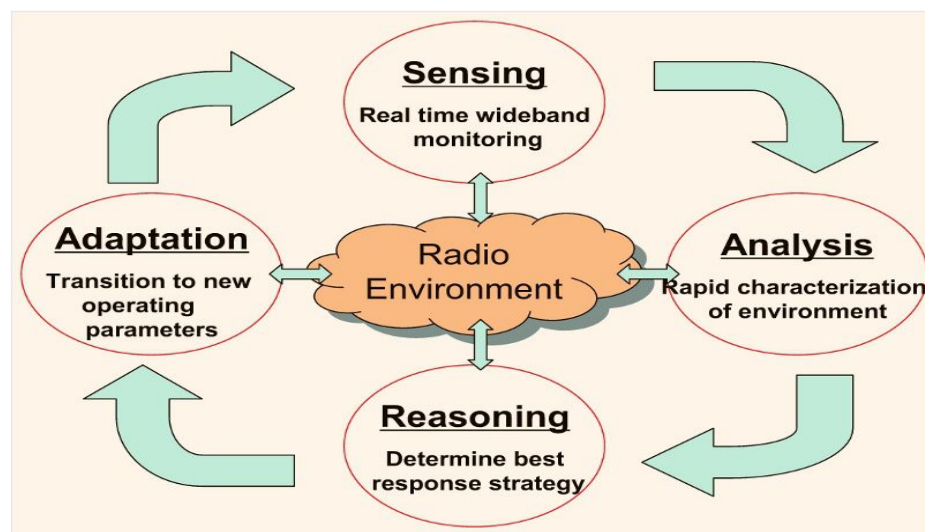 Sensing
Real time wideband
monitoring
Adaptation
Transition to new
operating
parameters
Radio
Environment
Analysis
Rapid characterization
of environment
Reasoning
Determine best
response strategy